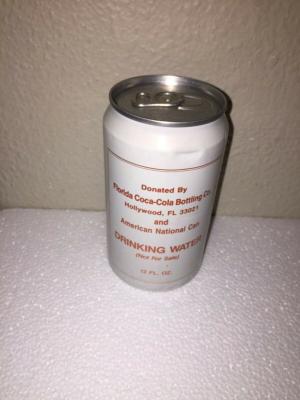 Donated By
Florida Coca-Cola Bottling Co.
Hollywood, FL 33021
and
American National Can
DRINKING WATER
(Not For Sale)
12 FL. OZ.